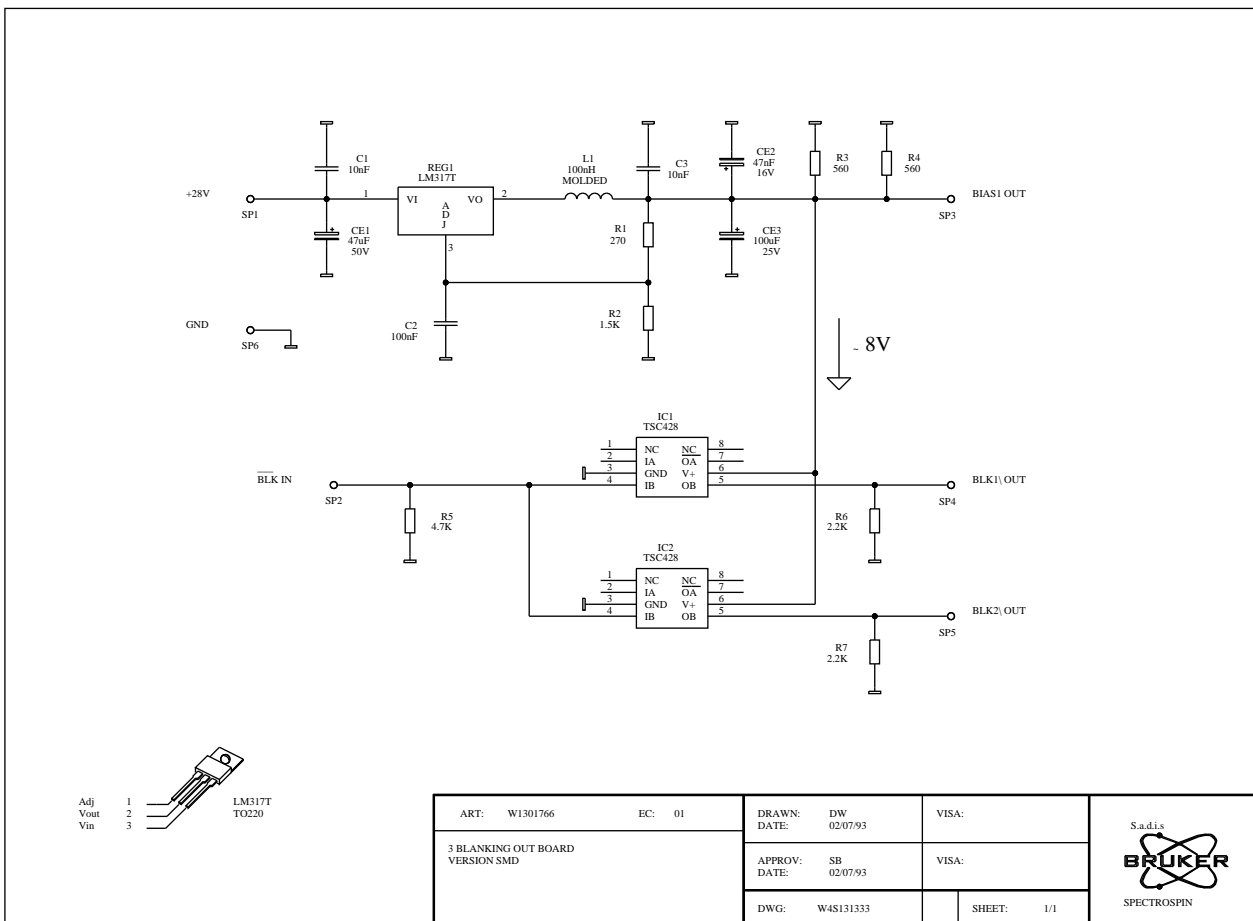 C1
10nF
REG1
LM317T
L1
100nH
MOLDED
C3
10nF
CE2
47nF
16V
R3
560
R4
560
+28V
SP1
1
VI
A
D
J
VO
2
3
CE1
47uF
50V
R1
270
CE3
100uF
25V
BIAS1 OUT
SP3
GND
SP6
C2
100nF
R2
1.5K
~ 8V
IC1
TSC428
1 NC NC 8
2 IA OA 7
3 GND V+ 6
4 IB OB 5
BLK IN
SP2
R5
4.7K
R6
2.2K
BLK1\ OUT
SP4
IC2
TSC428
1 NC NC 8
2 IA OA 7
3 GND V+ 6
4 IB OB 5
R7
2.2K
BLK2\ OUT
SP5
Adj 1
Vout 2
Vin 3
LM317T
TO220
ART: W1301766 EC: 01
3 BLANKING OUT BOARD
VERSION SMD
DRAWN: DW
DATE: 02/07/93
VISA:
APPROV: SB
DATE: 02/07/93
VISA:
DWG: W4S131333
SHEET: 1/1
S.a.d.i.s
BRUKER
SPECTROSPIN